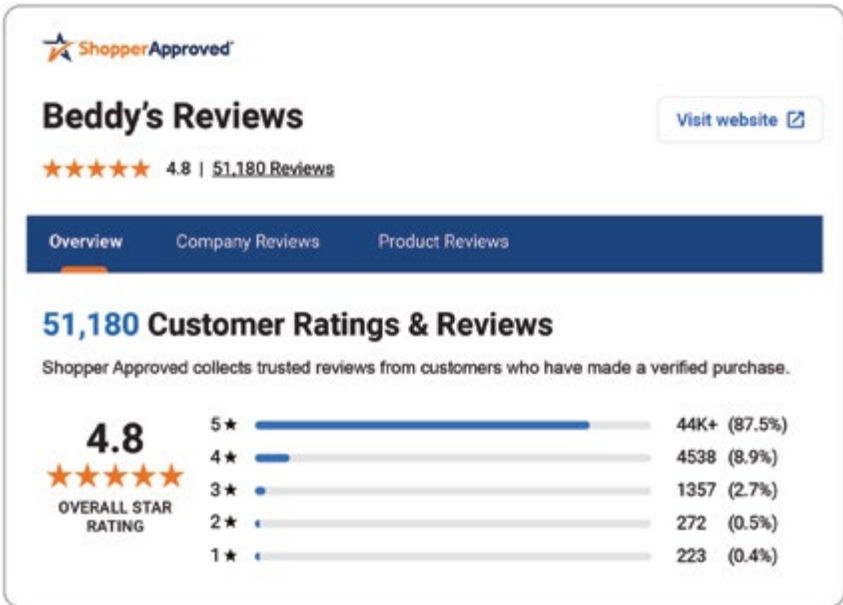 ShopperApproved
Beddy's Reviews
Visit website
4.8 | 51,180 Reviews
Overview Company Reviews Product Reviews
51,180 Customer Ratings & Reviews
Shopper Approved collects trusted reviews from customers who have made a verified purchase.
4.8
OVERALL STAR
RATING
5★ 44K+ (87.5%)
4★ 4538 (8.9%)
3★ 1357 (2.7%)
2★ 272 (0.5%)
1★ 223 (0.4%)